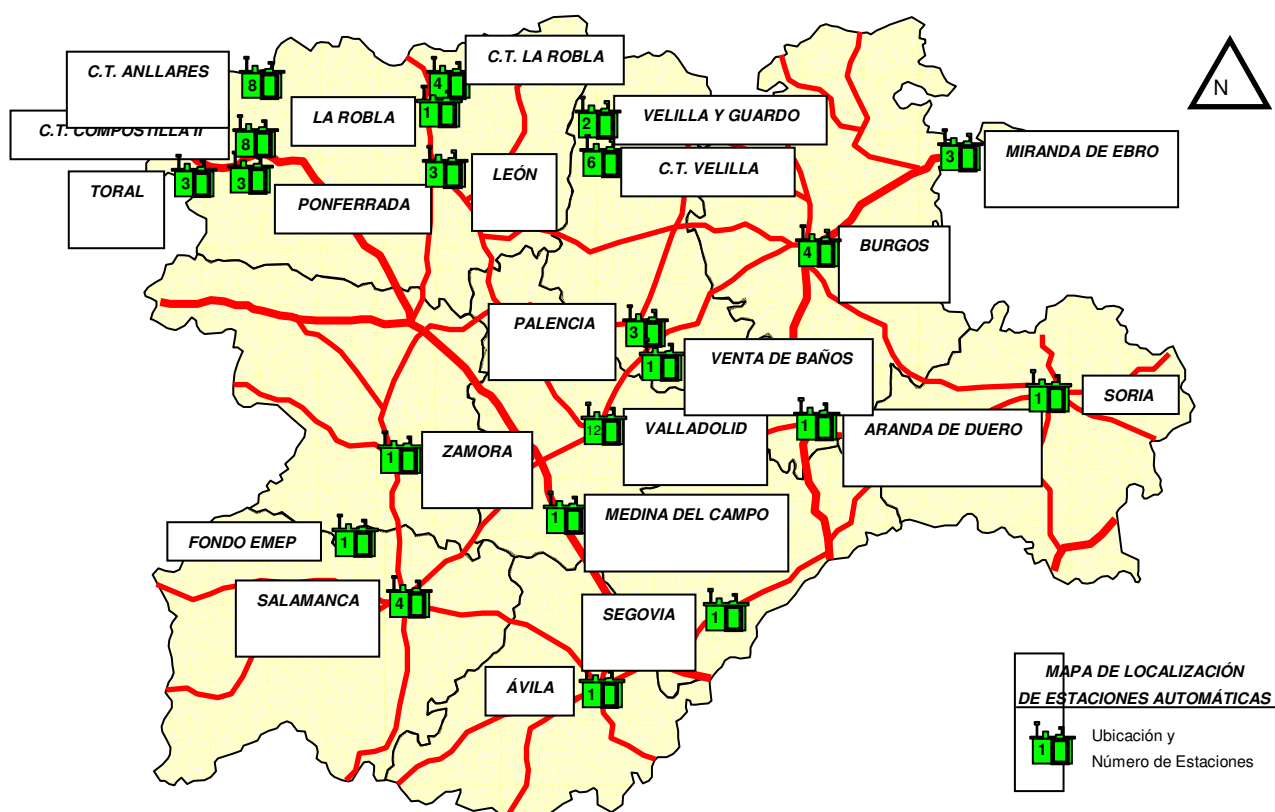 C.T. ANLLARES
8
C.T. COMPOSTILLA II
8
TORAL
3
3
PONFERRADA
LA ROBLA
1
C.T. LA ROBLA
4
LEÓN
3
VELILLA Y GUARDO
2
C.T. VELILLA
6
N
MIRANDA DE EBRO
3
BURGOS
4
PALENCIA
3
VENTA DE BAÑOS
1
SORIA
1
VALLADOLID
12
ARANDA DE DUERO
1
ZAMORA
1
MEDINA DEL CAMPO
1
FONDO EMEP
1
SALAMANCA
4
SEGOVIA
1
ÁVILA
1
MAPA DE LOCALIZACIÓN
DE ESTACIONES AUTOMÁTICAS
1
Ubicación y
Número de Estaciones